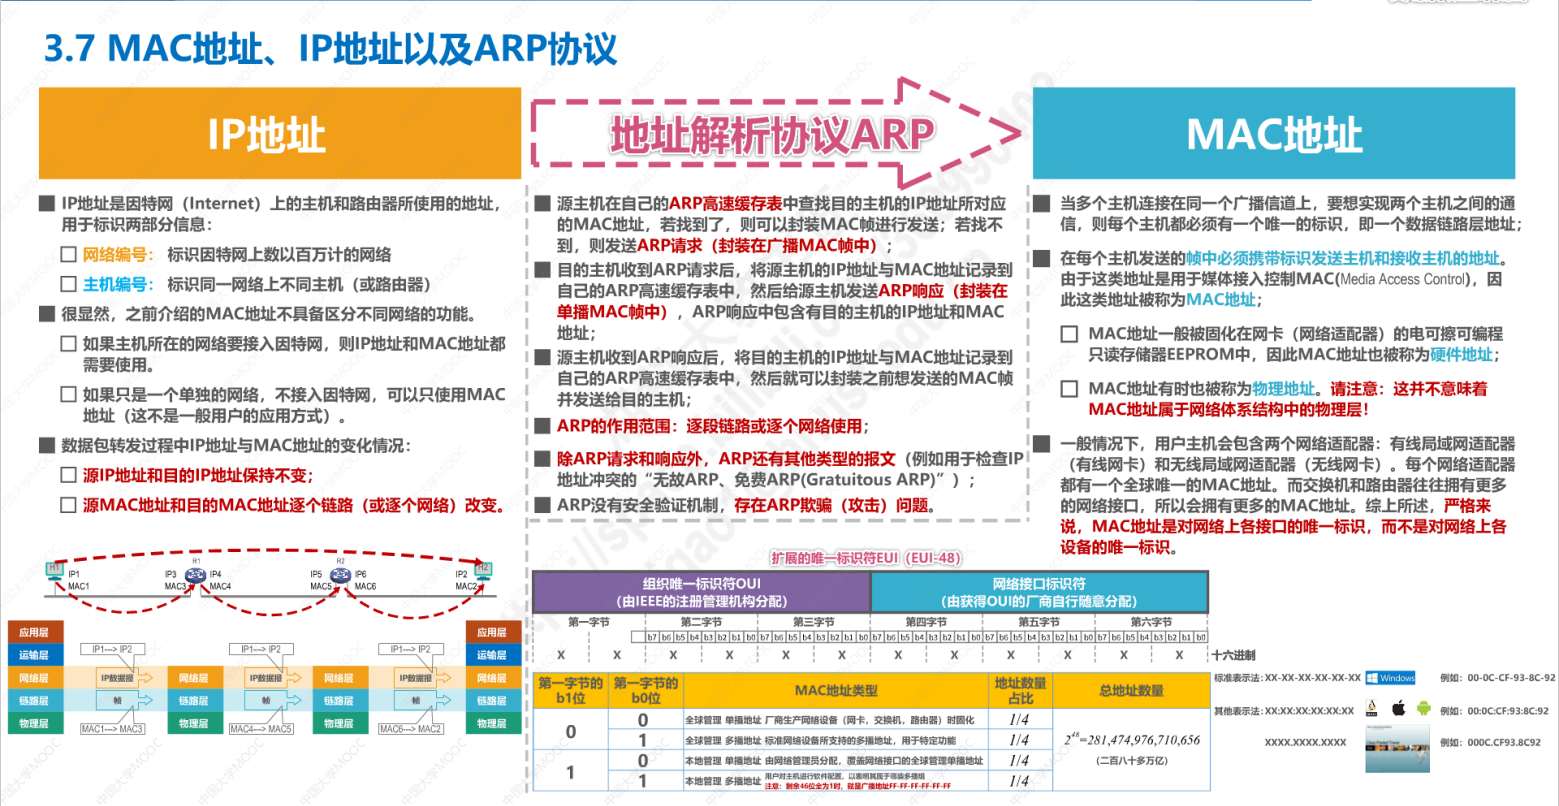 3.7 MAC地址、IP地址以及ARP协议
IP地址
IP地址是因特网（Internet）上的主机和路由器所使用的地址，
用于标识两部分信息：
网络编号： 标识因特网上数以百万计的网络
主机编号： 标识同一网络上不同主机（或路由器）
很显然，之前介绍的MAC地址不具备区分不同网络的功能。
如果主机所在的网络要接入因特网，则IP地址和MAC地址都
需要使用。
如果只是一个单独的网络，不接入因特网，可以只使用MAC
地址（这不是一般用户的应用方式）。
数据包转发过程中IP地址与MAC地址的变化情况：
源IP地址和目的IP地址保持不变；
源MAC地址和目的MAC地址逐个链路（或逐个网络）改变。
地址解析协议ARP
源主机在自己的ARP高速缓存表中查找目的主机的IP地址所对应
的MAC地址，若找到了，则可以封装MAC帧进行发送；若找不
到，则发送ARP请求（封装在广播MAC帧中）；
目的主机收到ARP请求后，将源主机的IP地址与MAC地址记录到
自己的ARP高速缓存表中，然后给源主机发送ARP响应（封装在
单播MAC帧中），ARP响应中包含有目的主机的IP地址和MAC
地址；
源主机收到ARP响应后，将目的主机的IP地址与MAC地址记录到
自己的ARP高速缓存表中，然后就可以封装之前想发送的MAC帧
并发送给目的主机；
ARP的作用范围：逐段链路或逐个网络使用；
除ARP请求和响应外，ARP还有其他类型的报文（例如用于检查IP
地址冲突的“无故ARP、免费ARP(Gratuitous ARP)”）；
ARP没有安全验证机制，存在ARP欺骗（攻击）问题。
MAC地址
当多个主机连接在同一个广播信道上，要想实现两个主机之间的通
信，则每个主机都必须有一个唯一的标识，即一个数据链路层地址；
在每个主机发送的帧中必须携带标识发送主机和接收主机的地址。
由于这类地址是用于媒体接入控制MAC(Media Access Control)，因
此这类地址被称为MAC地址；
MAC地址一般被固化在网卡（网络适配器）的电可擦可编程
只读存储器EEPROM中，因此MAC地址也被称为硬件地址；
MAC地址有时也被称为物理地址。请注意：这并不意味着
MAC地址属于网络体系结构中的物理层！
一般情况下，用户主机会包含两个网络适配器：有线局域网适配器
（有线网卡）和无线局域网适配器（无线网卡）。每个网络适配器
都有一个全球唯一的MAC地址。而交换机和路由器往往拥有更多
的网络接口，所以会拥有更多的MAC地址。综上所述，严格来
说，MAC地址是对网络上各接口的唯一标识，而不是对网络上各
设备的唯一标识。
H1 IP1 MAC1
IP3 MAC3 R1 IP4 MAC4
IP5 MAC5 R2 IP6 MAC6
IP2 MAC2 H2
应用层 应用层
运输层 IP1---> IP2 IP1---> IP2 IP1---> IP2 运输层
网络层 IP数据报 网络层 IP数据报 网络层 IP数据报 网络层
链路层 帧 链路层 帧 链路层 帧 链路层
物理层 MAC1---> MAC3 物理层 MAC4---> MAC5 物理层 MAC6---> MAC2 物理层
扩展的唯一标识符EUI（EUI-48）
组织唯一标识符OUI
（由IEEE的注册管理机构分配）
网络接口标识符
（由获得OUI的厂商自行随意分配）
第一字节 第二字节 第三字节 第四字节 第五字节 第六字节
b7 b6 b5 b4 b3 b2 b1 b0 b7 b6 b5 b4 b3 b2 b1 b0 b7 b6 b5 b4 b3 b2 b1 b0 b7 b6 b5 b4 b3 b2 b1 b0 b7 b6 b5 b4 b3 b2 b1 b0
X X X X X X X X X X X X 十六进制
第一字节的b1位 第一字节的b0位 MAC地址类型 地址数量占比 总地址数量
0 0 全球管理 单播地址 厂商生产网络设备（网卡，交换机，路由器）时固化 1/4
1 全球管理 多播地址 标准网络设备所支持的多播地址，用于特定功能 1/4
1 0 本地管理 单播地址 由网络管理员分配，覆盖网络接口的全球管理单播地址 1/4
1 本地管理 多播地址 用户对主机进行软件配置，以表明其属于哪些多播组 1/4
注意：剩余46位全为1时，就是广播地址FF-FF-FF-FF-FF-FF
2^48=281,474,976,710,656
（二百八十多万亿）
标准表示法: XX-XX-XX-XX-XX-XX Windows 例如：00-0C-CF-93-8C-92
其他表示法: XX:XX:XX:XX:XX:XX 例如：00:0C:CF:93:8C:92
XXXX.XXXX.XXXX 例如：000C.CF93.8C92